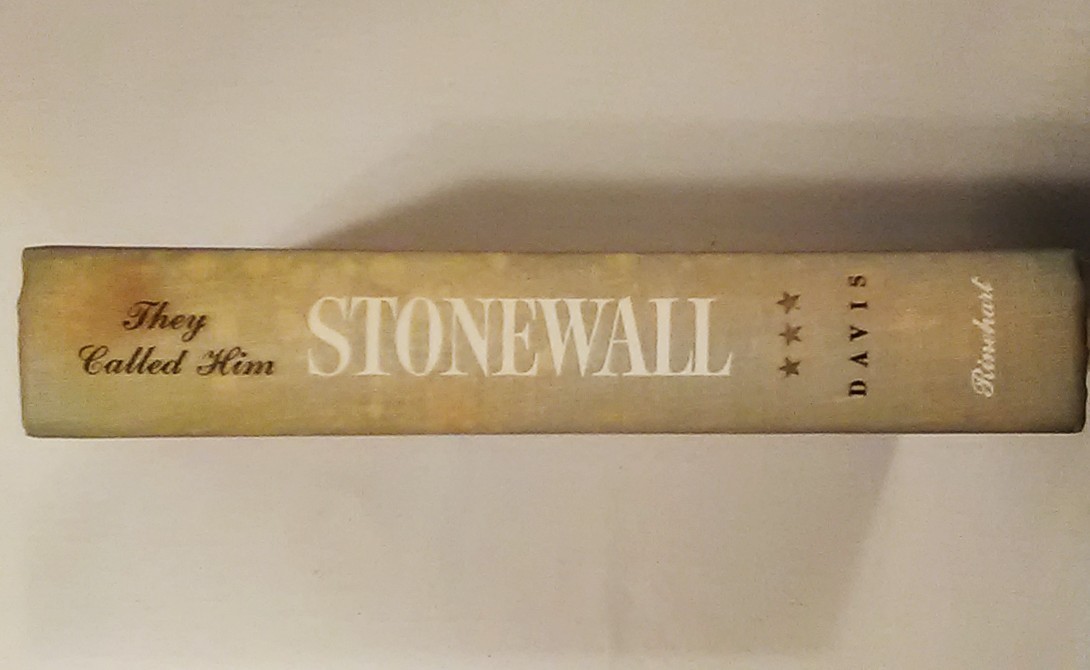 They
Called Him
STONEWALL
★ ★ ★
DAVIS
Rinehart